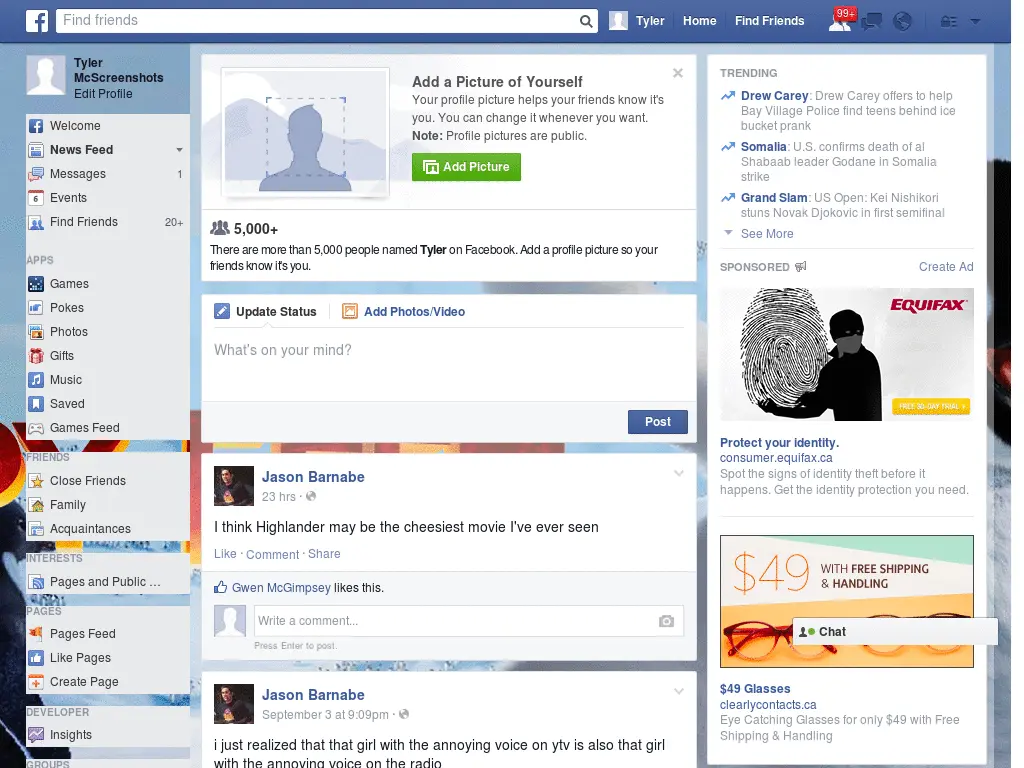 Find friends
Tyler
Home
Find Friends
99+
Tyler
McScreenshots
Edit Profile
Welcome
News Feed
Messages 1
6 Events
Find Friends 20+
APPS
Games
Pokes
Photos
Gifts
Music
Saved
Games Feed
FRIENDS
Close Friends
Family
Acquaintances
INTERESTS
Pages and Public ...
PAGES
Pages Feed
Like Pages
Create Page
DEVELOPER
Insights
GROUPS
Add a Picture of Yourself
Your profile picture helps your friends know it's
you. You can change it whenever you want.
Note: Profile pictures are public.
Add Picture
5,000+
There are more than 5,000 people named Tyler on Facebook. Add a profile picture so your
friends know it's you.
Update Status
Add Photos/Video
What's on your mind?
Post
Jason Barnabe
23 hrs ·
I think Highlander may be the cheesiest movie I've ever seen
Like · Comment · Share
Gwen McGimpsey likes this.
Write a comment...
Press Enter to post.
Jason Barnabe
September 3 at 9:09pm ·
i just realized that that girl with the annoying voice on ytv is also that girl
with the annoying voice on the radio
TRENDING
Drew Carey: Drew Carey offers to help
Bay Village Police find teens behind ice
bucket prank
Somalia: U.S. confirms death of al
Shabaab leader Godane in Somalia
strike
Grand Slam: US Open: Kei Nishikori
stuns Novak Djokovic in first semifinal
See More
SPONSORED
Create Ad
EQUIFAX
FREE 30-DAY TRIAL
Protect your identity.
consumer.equifax.ca
Spot the signs of identity theft before it
happens. Get the identity protection you need.
$49 WITH FREE SHIPPING
& HANDLING
Chat
$49 Glasses
clearlycontacts.ca
Eye Catching Glasses for only $49 with Free
Shipping & Handling